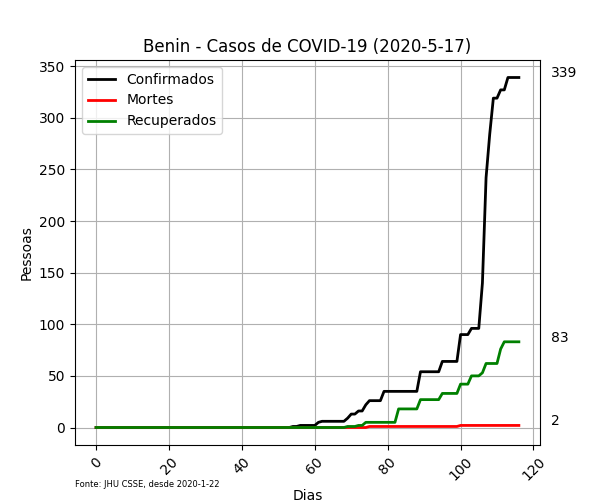 Benin - Casos de COVID-19 (2020-5-17)
Confirmados
Mortes
Recuperados
350
300
250
200
150
100
50
0
Pessoas
339
83
2
0
20
40
60
80
100
120
Dias
Fonte: JHU CSSE, desde 2020-1-22